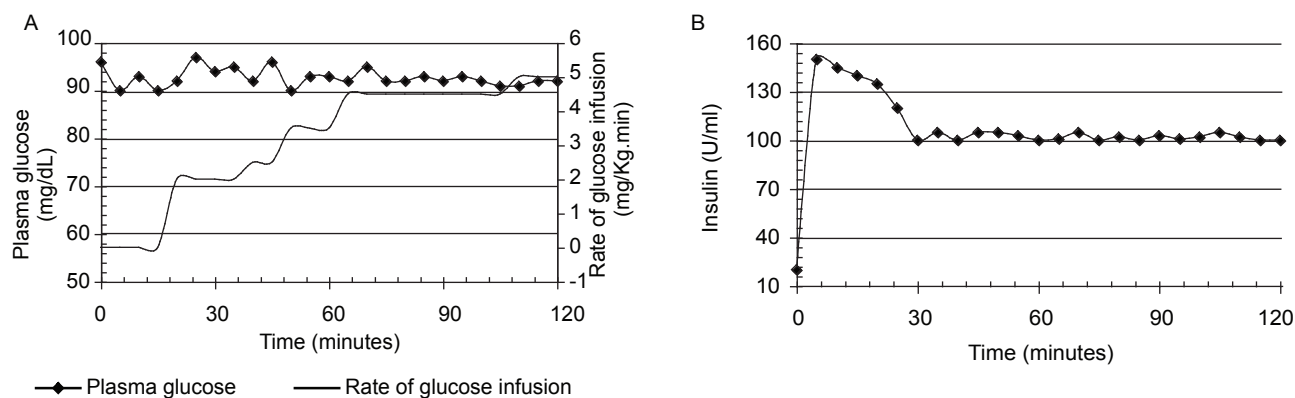 A
Plasma glucose
(mg/dL)
100
90
80
70
60
50
6
5
4
3
2
1
0
-1
Rate of glucose infusion
(mg/Kg.min)
0
30
60
90
120
Time (minutes)
Plasma glucose
Rate of glucose infusion
B
Insulin (U/ml)
160
130
100
70
40
10
0
30
60
90
120
Time (minutes)